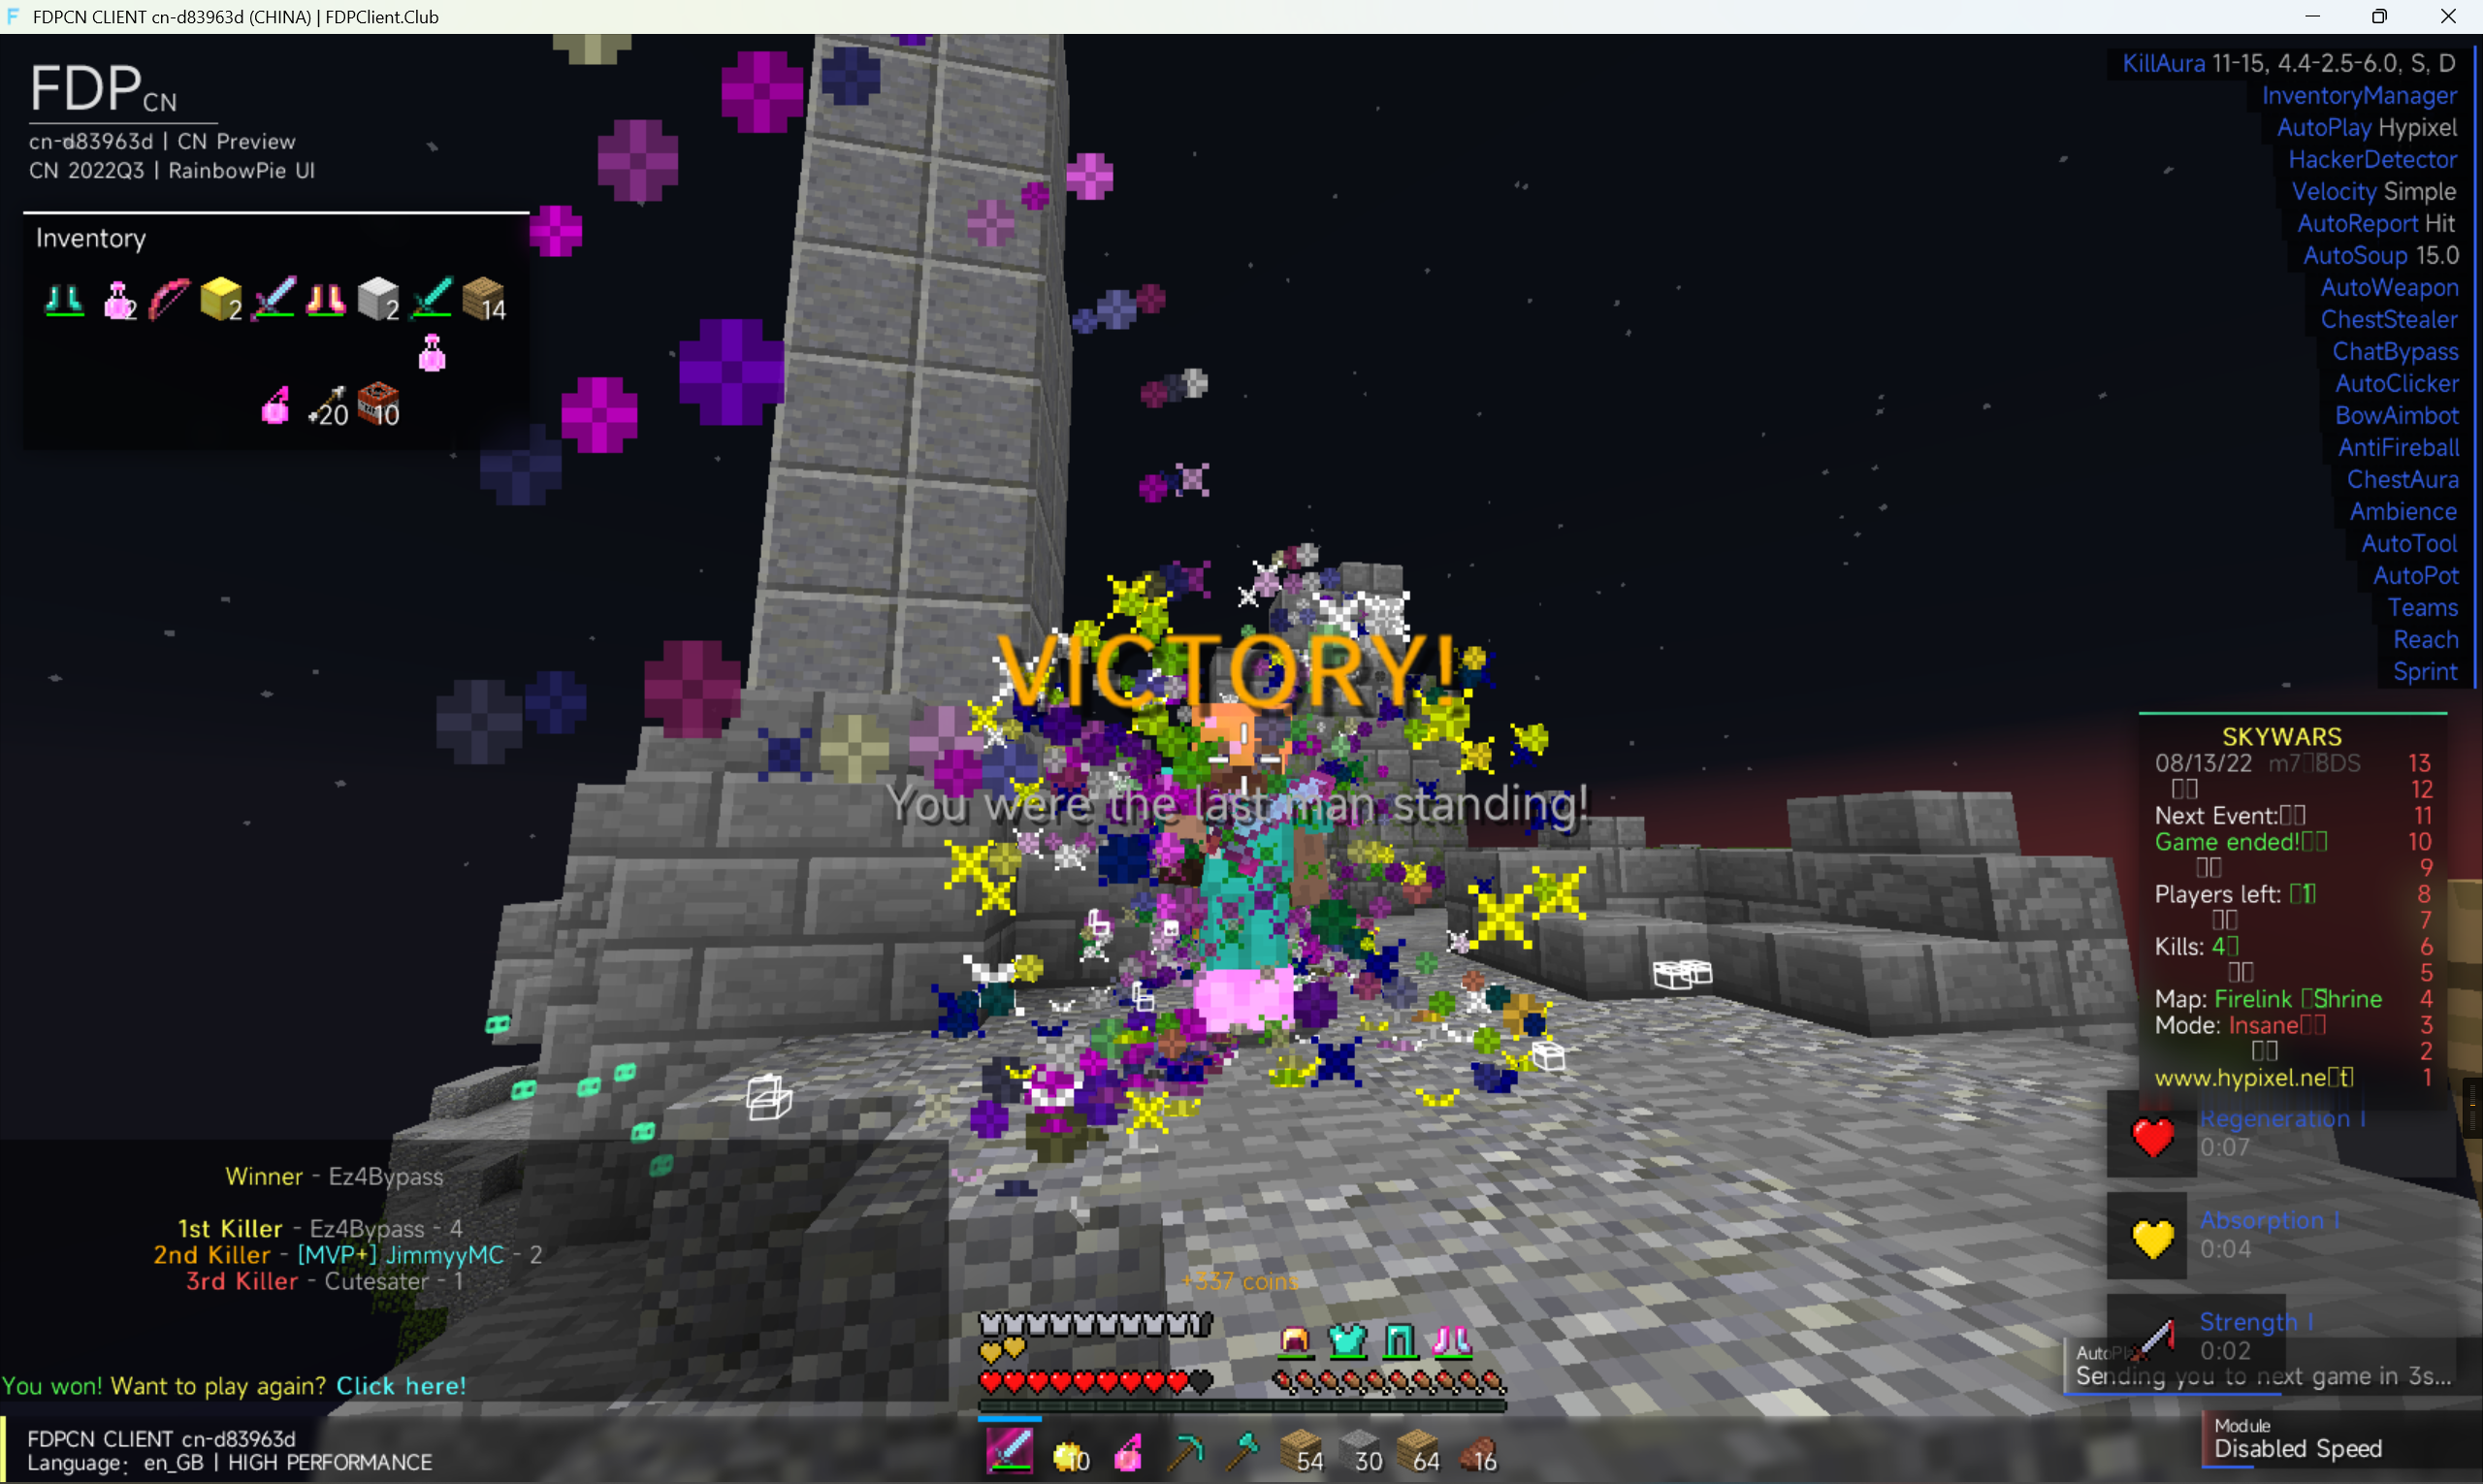 FDPCN CLIENT cn-d83963d (CHINA) | FDPClient.Club
FDPCN
cn-d83963d | CN Preview
CN 2022Q3 | RainbowPie UI
Inventory
2
2
2
14
20
10
KillAura 11-15, 4.4-2.5-6.0, S, D
InventoryManager
AutoPlay Hypixel
HackerDetector
Velocity Simple
AutoReport Hit
AutoSoup 15.0
AutoWeapon
ChestStealer
ChatBypass
AutoClicker
BowAimbot
AntiFireball
ChestAura
Ambience
AutoTool
AutoPot
Teams
Reach
Sprint
VICTORY!
You were the last man standing!
SKYWARS
08/13/22 m78DS 13
12
Next Event: 11
Game ended! 10
9
Players left: 1 8
7
Kills: 4 6
5
Map: Firelink Shrine 4
Mode: Insane 3
2
www.hypixel.net 1
Regeneration I
0:07
Absorption I
0:04
Strength I
0:02
Sending you to next game in 3s...
Module
Disabled Speed
Winner - Ez4Bypass
1st Killer - Ez4Bypass - 4
2nd Killer - [MVP+] JimmyyMC - 2
3rd Killer - Cutesater - 1
+337 coins
You won! Want to play again? Click here!
FDPCN CLIENT cn-d83963d
Language: en_GB | HIGH PERFORMANCE
10
54
30
64
16